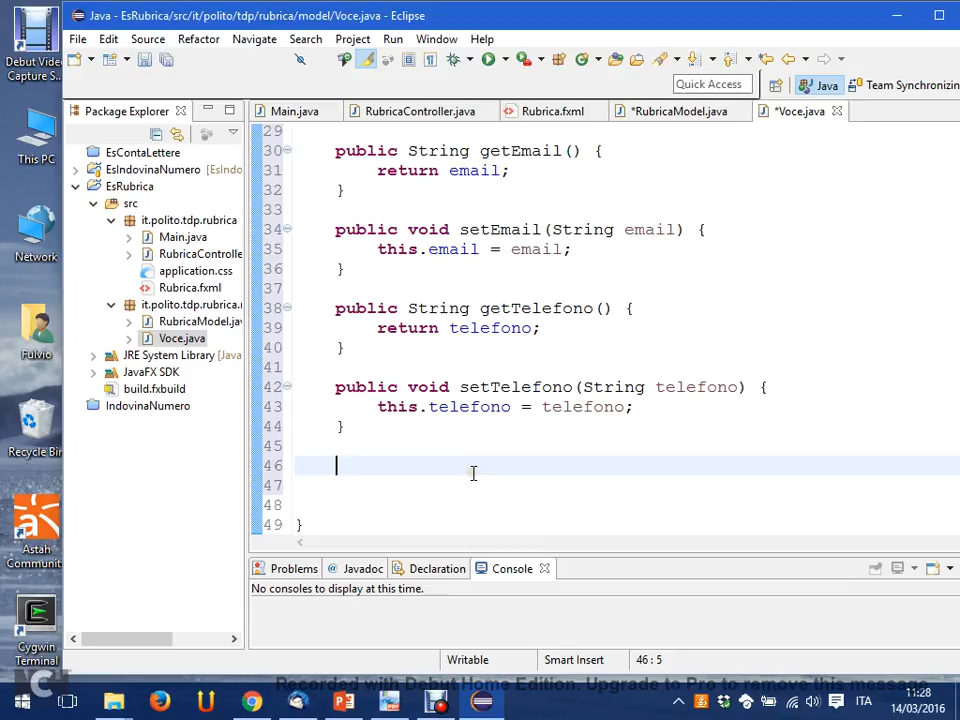 Debut Video
Capture S...
This PC
Network
Fulvio
Recycle Bin
Astah
Community
Cygwin
Terminal
Java - EsRubrica/src/it/polito/tdp/rubrica/model/Voce.java - Eclipse
File Edit Source Refactor Navigate Search Project Run Window Help
Quick Access
Java
Team Synchronizin
Package Explorer
Main.java
RubricaController.java
Rubrica.fxml
*RubricaModel.java
*Voce.java
EsContaLettere
EsIndovinaNumero [EsIndo
EsRubrica
src
it.polito.tdp.rubrica
Main.java
RubricaControlle
application.css
Rubrica.fxml
it.polito.tdp.rubrica.
RubricaModel.jav
Voce.java
JRE System Library [Java
JavaFX SDK
build.fxbuild
IndovinaNumero
29
30 public String getEmail() {
31 return email;
32 }
33
34 public void setEmail(String email) {
35 this.email = email;
36 }
37
38 public String getTelefono() {
39 return telefono;
40 }
41
42 public void setTelefono(String telefono) {
43 this.telefono = telefono;
44 }
45
46
47
48
49 }
Problems @ Javadoc Declaration Console
No consoles to display at this time.
Writable Smart Insert 46 : 5
Recorded with Debut Home Edition. Upgrade to Pro to remove this message
ITA
11:28
14/03/2016